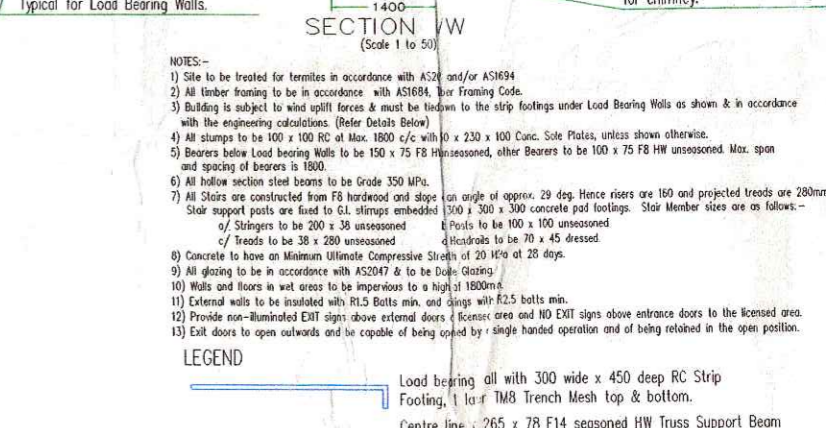 Typical for Load Bearing Walls.
1400
for chimney.
SECTION VW
(Scale 1 to 50)
NOTES:-
1) Site to be treated for termites in accordance with and/or AS1694
2) All timber framing to be in accordance with AS1684, Framing Code.
3) Building is subject to wind uplift forces & must be tiedown to the strip footings under Load Bearing Walls as shown & in accordance
with the engineering calculations. (Refer Details Below)
4) All stumps to be 100 x 100 RC at Max. 1800 c/c with x 230 x 100 Conc. Sole Plates, unless shown otherwise.
5) Bearers below Load bearing Walls to be 150 x 75 F8 unseasoned, other Bearers to be 100 x 75 F8 HW unseasoned. Max. span
and spacing of bearers is 1800.
6) All hollow section steel beams to be Grade 350 MPa.
7) All Stairs are constructed from F8 hardwood and slope an angle of approx. 29 deg. Hence risers are 160 and projected treads are 280mm
Stair support posts are fixed to G.I. stirrups embedded 300 x 300 x 300 concrete pad footings. Stair Member sizes are as follows:-
a/ Stringers to be 200 x 38 unseasoned Posts to be 100 x 100 unseasoned
c/ Treads to be 38 x 280 unseasoned Handrails to be 70 x 45 dressed
8) Concrete to have an Minimum Ultimate Compressive of 20 MPa at 28 days.
9) All glazing to be in accordance with AS2047 & to be Glazing.
10) Walls and floors in wet areas to be impervious to a high of 1800mm.
11) External walls to be insulated with R1.5 Batts min. and with R2.5 batts min.
12) Provide non-illuminated EXIT signs above external doors area and NO EXIT signs above entrance doors to the licensed area.
13) Exit doors to open outwards and be capable of being by single handed operation and of being retained in the open position.
LEGEND
Load bearing all with 300 wide x 450 deep RC Strip
Footing, 1 TM8 Trench Mesh top & bottom.
Centre line 265 x 78 F14 seasoned HW Truss Support Beam